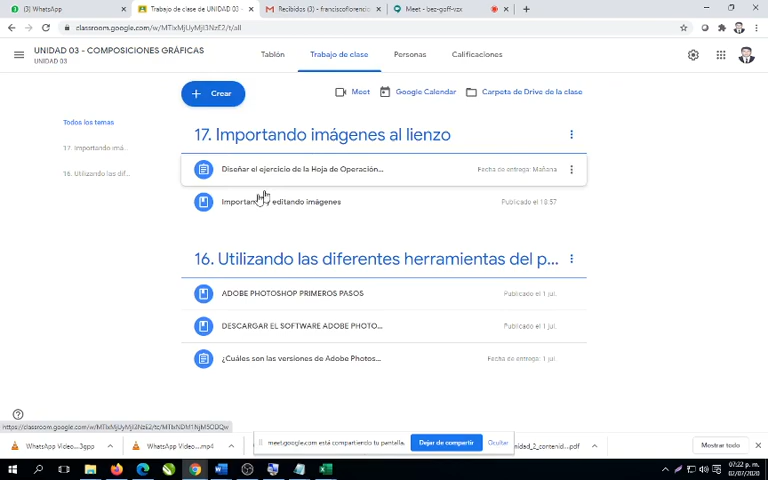 (3) WhatsApp
Trabajo de clase de UNIDAD 03 -
Recibidos (3) - franciscoflorencio
Meet - bez-goff-vzx
classroom.google.com/w/MTIxMjUyMjI3NzE2/t/all
UNIDAD 03 - COMPOSICIONES GRÁFICAS
UNIDAD 03
Tablón
Trabajo de clase
Personas
Calificaciones
Crear
Meet
Google Calendar
Carpeta de Drive de la clase
Todos los temas
17. Importando imá...
16. Utilizando las dif...
17. Importando imágenes al lienzo
Diseñar el ejercicio de la Hoja de Operación...
Fecha de entrega: Mañana
editando imágenes
Publicado el 18:57
16. Utilizando las diferentes herramientas del p...
ADOBE PHOTOSHOP PRIMEROS PASOS
Publicado el 1 jul.
DESCARGAR EL SOFTWARE ADOBE PHOTO...
Publicado el 1 jul.
¿Cuáles son las versiones de Adobe Photos...
Fecha de entrega: 1 jul.
WhatsApp Video....3gpp
WhatsApp Video....mp4
meet.google.com está compartiendo tu pantalla.
Dejar de compartir
Ocultar
Mostrar todo
07:22 p. m.
02/07/2020